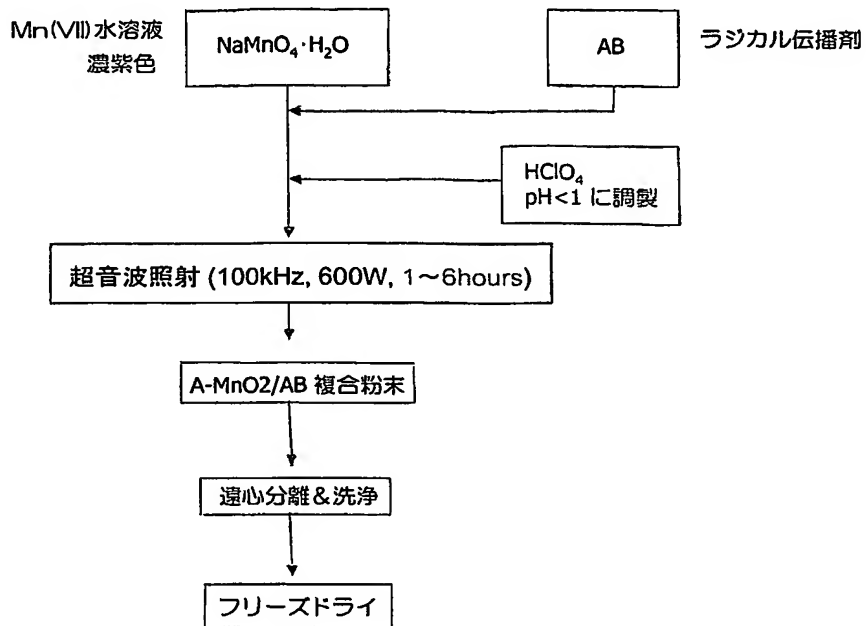 Mn(VII)水溶液
濃紫色
NaMnO₄·H₂O
AB
ラジカル伝播剤
HClO₄
pH<1 に調製
超音波照射 (100kHz, 600W, 1～6hours)
A-MnO2/AB 複合粉末
遠心分離＆洗浄
フリーズドライ